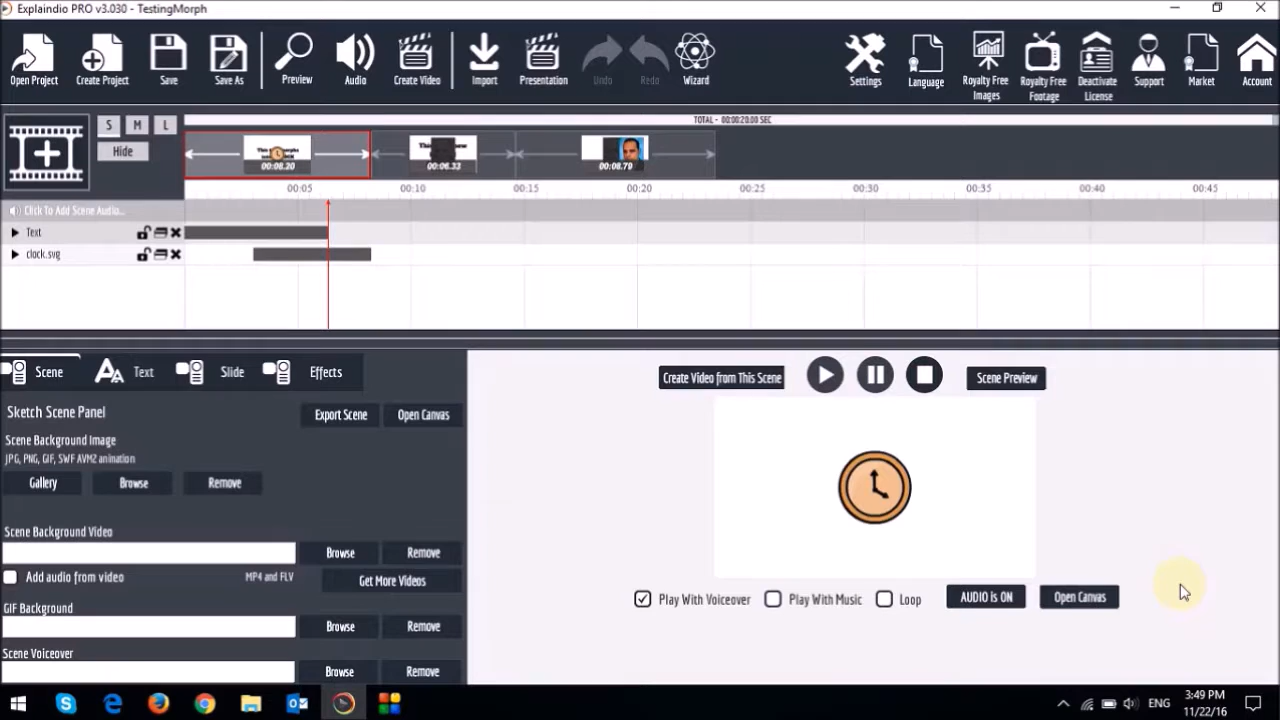 Explaindio PRO v3.030 - TestingMorph
Open Project
Create Project
Save
Save As
Preview
Audio
Create Video
Import
Presentation
Undo
Redo
Wizard
Settings
Language
Royalty Free
Images
Royalty Free
Footage
Deactivate
License
Support
Market
Account
S M L
Hide
TOTAL - 00:00:20.00 SEC
00:08.20
00:06.33
00:08.79
00:05 00:10 00:15 00:20 00:25 00:30 00:35 00:40 00:45
Click To Add Scene Audio...
Text
clock.svg
Scene
Text
Slide
Effects
Sketch Scene Panel
Export Scene
Open Canvas
Scene Background Image
JPG, PNG, GIF, SWF AVM2 animation
Gallery
Browse
Remove
Scene Background Video
Browse
Remove
Add audio from video
MP4 and FLV
Get More Videos
GIF Background
Browse
Remove
Scene Voiceover
Browse
Remove
Create Video from This Scene
Scene Preview
Play With Voiceover
Play With Music
Loop
AUDIO is ON
Open Canvas
ENG
3:49 PM
11/22/16